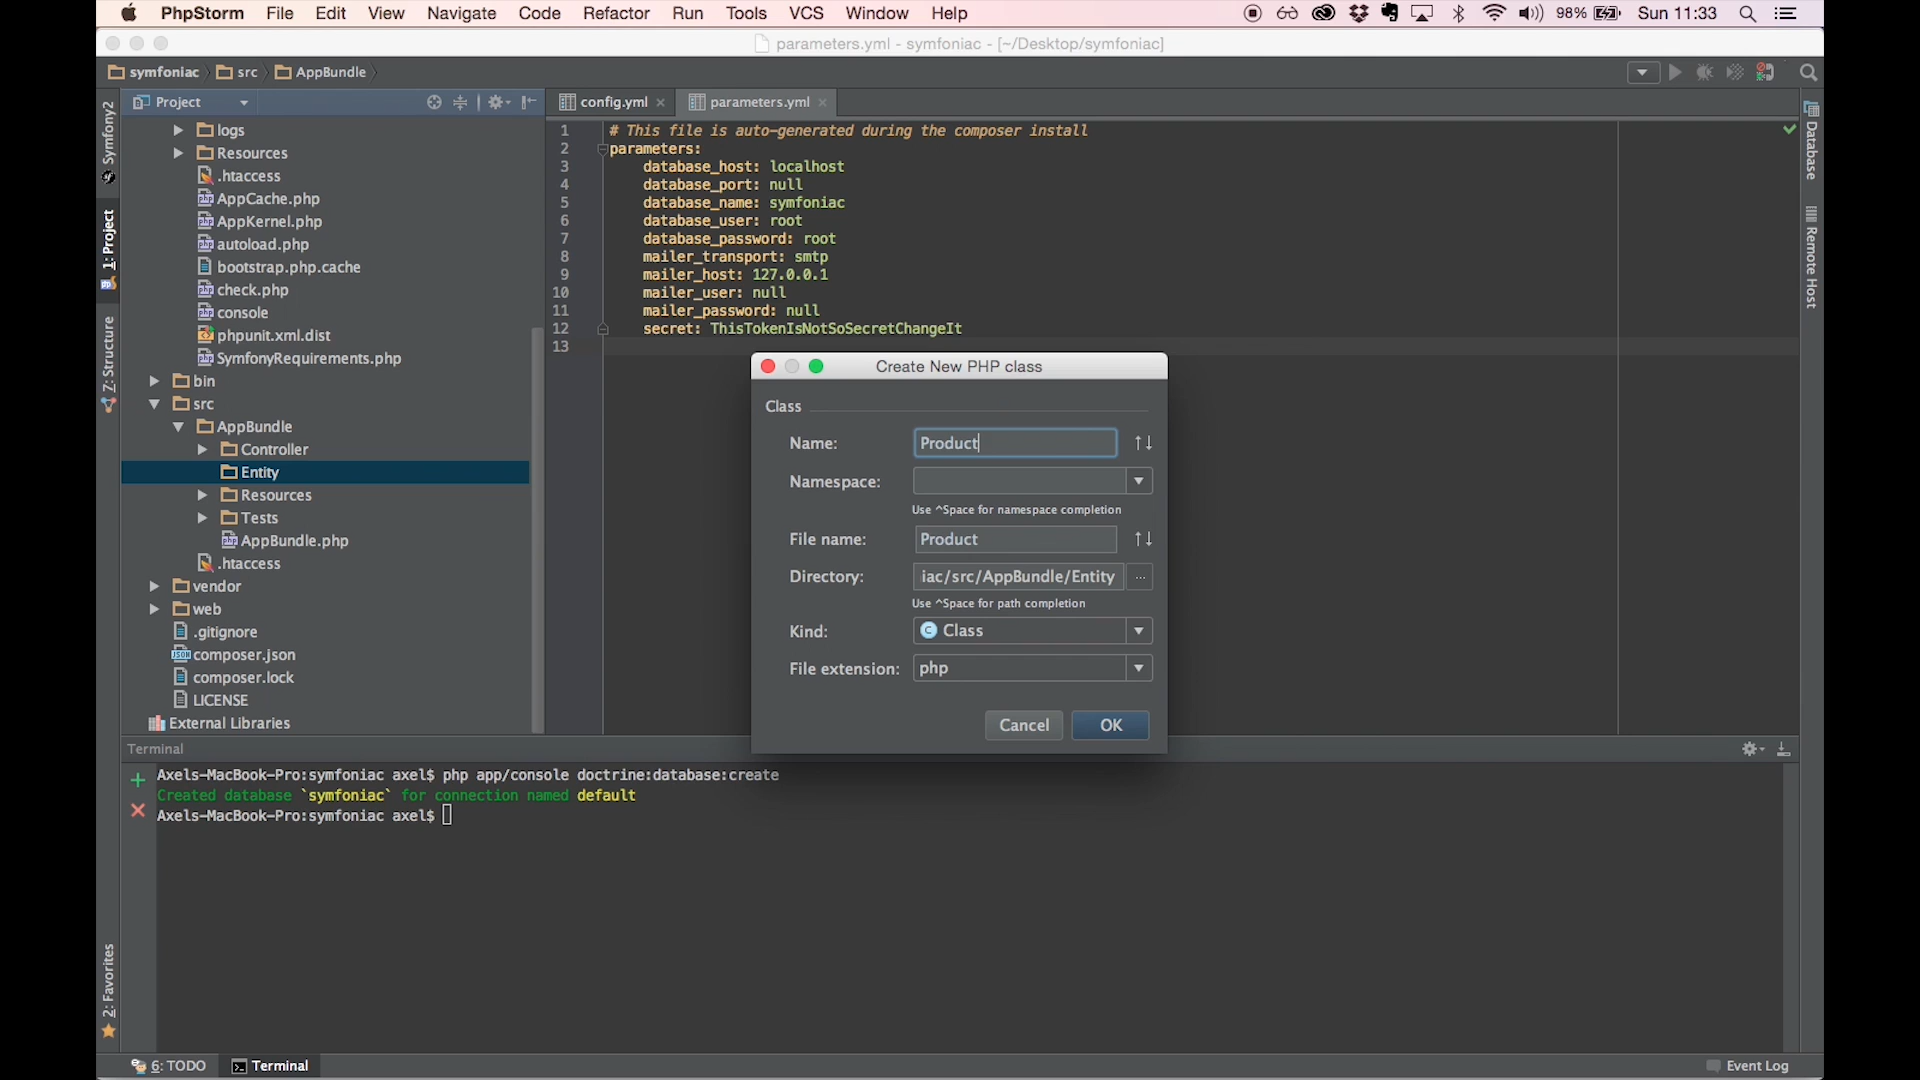 PhpStorm File Edit View Navigate Code Refactor Run Tools VCS Window Help 98% Sun 11:33
parameters.yml - symfoniac - [~/Desktop/symfoniac]
symfoniac src AppBundle
Project
config.yml parameters.yml
Symfony2
1: Project
Z: Structure
2: Favorites
logs
Resources
.htaccess
AppCache.php
AppKernel.php
autoload.php
bootstrap.php.cache
check.php
console
phpunit.xml.dist
SymfonyRequirements.php
bin
src
AppBundle
Controller
Entity
Resources
Tests
AppBundle.php
.htaccess
vendor
web
.gitignore
composer.json
composer.lock
LICENSE
External Libraries
1 # This file is auto-generated during the composer install
2 parameters:
3 database_host: localhost
4 database_port: null
5 database_name: symfoniac
6 database_user: root
7 database_password: root
8 mailer_transport: smtp
9 mailer_host: 127.0.0.1
10 mailer_user: null
11 mailer_password: null
12 secret: ThisTokenIsNotSoSecretChangeIt
13
Database
Remote Host
Create New PHP class
Class
Name: Product
Namespace:
Use ^Space for namespace completion
File name: Product
Directory: iac/src/AppBundle/Entity ...
Use ^Space for path completion
Kind: C Class
File extension: php
Cancel OK
Terminal
Axels-MacBook-Pro:symfoniac axel$ php app/console doctrine:database:create
Created database `symfoniac` for connection named default
Axels-MacBook-Pro:symfoniac axel$
6: TODO Terminal Event Log